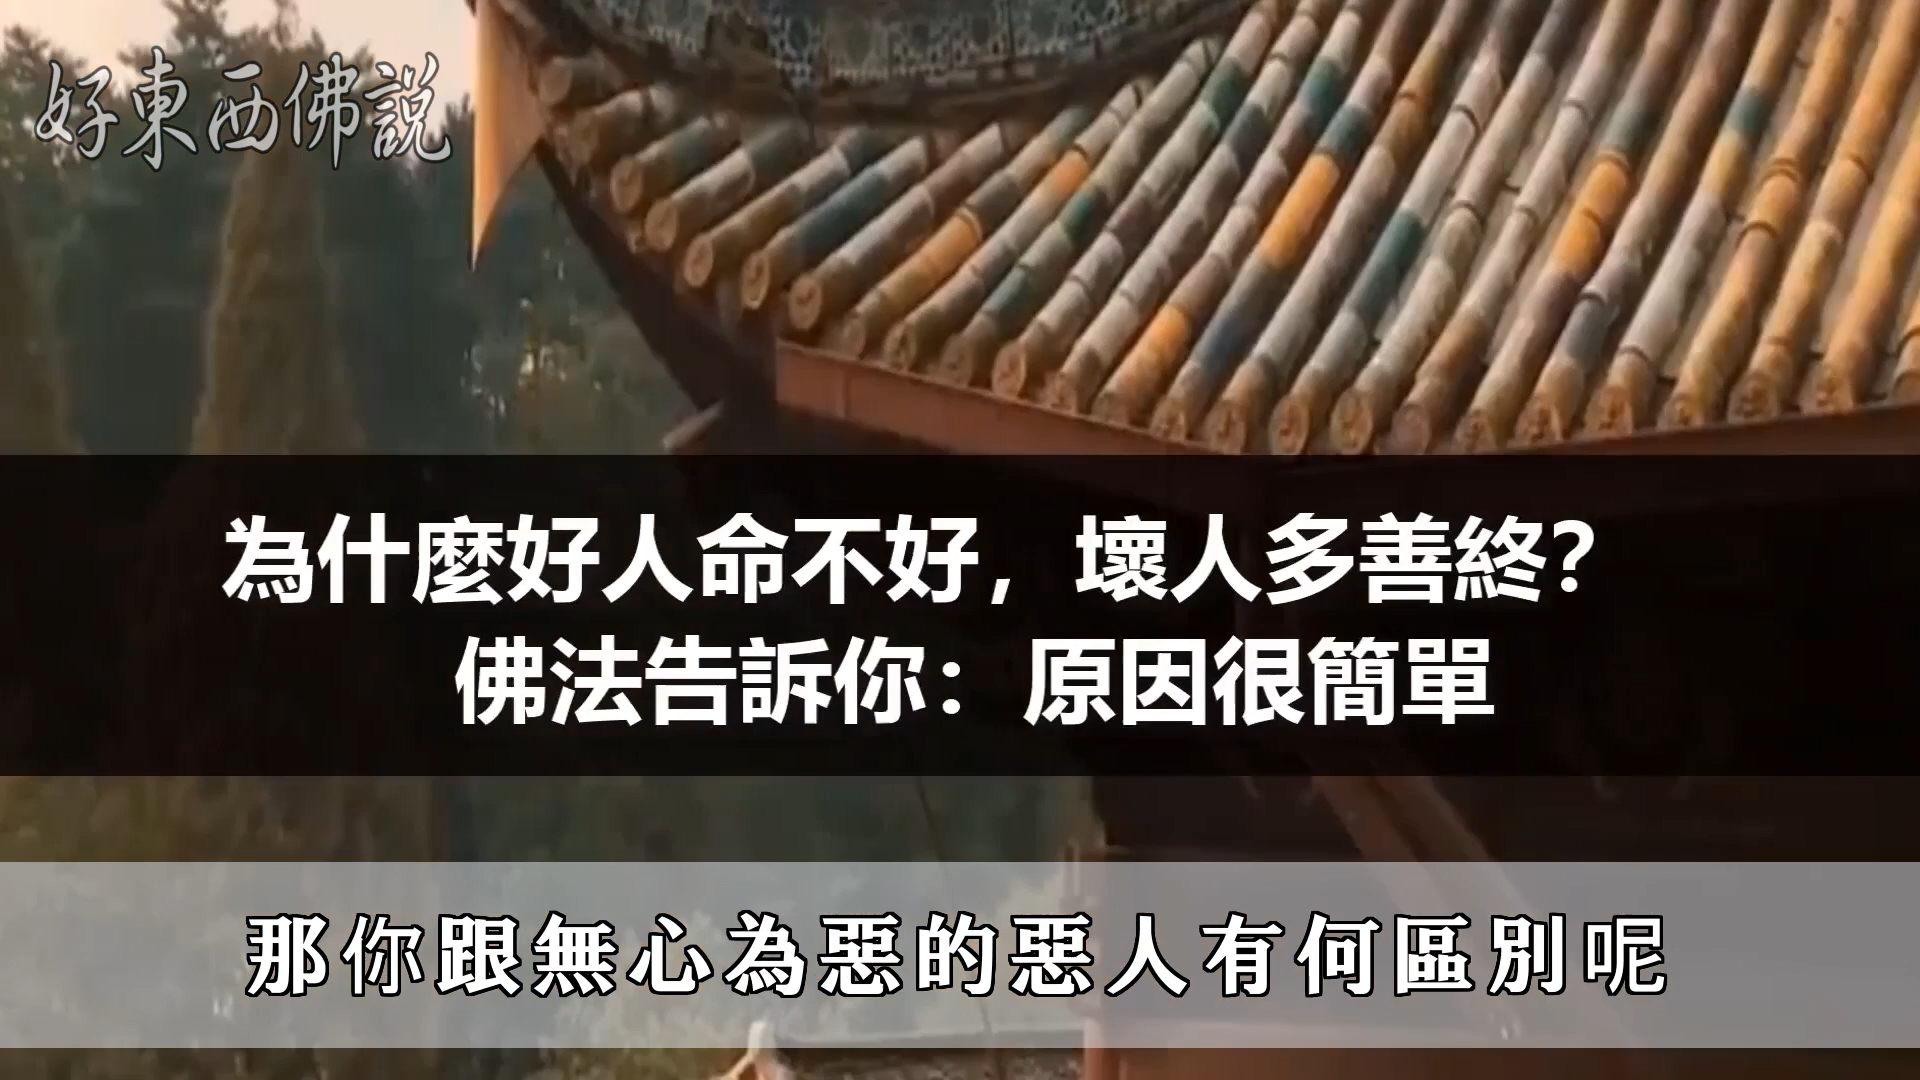 好東西佛説
為什麼好人命不好，壞人多善終？
佛法告訴你：原因很簡單
那你跟無心為惡的惡人有何區別呢